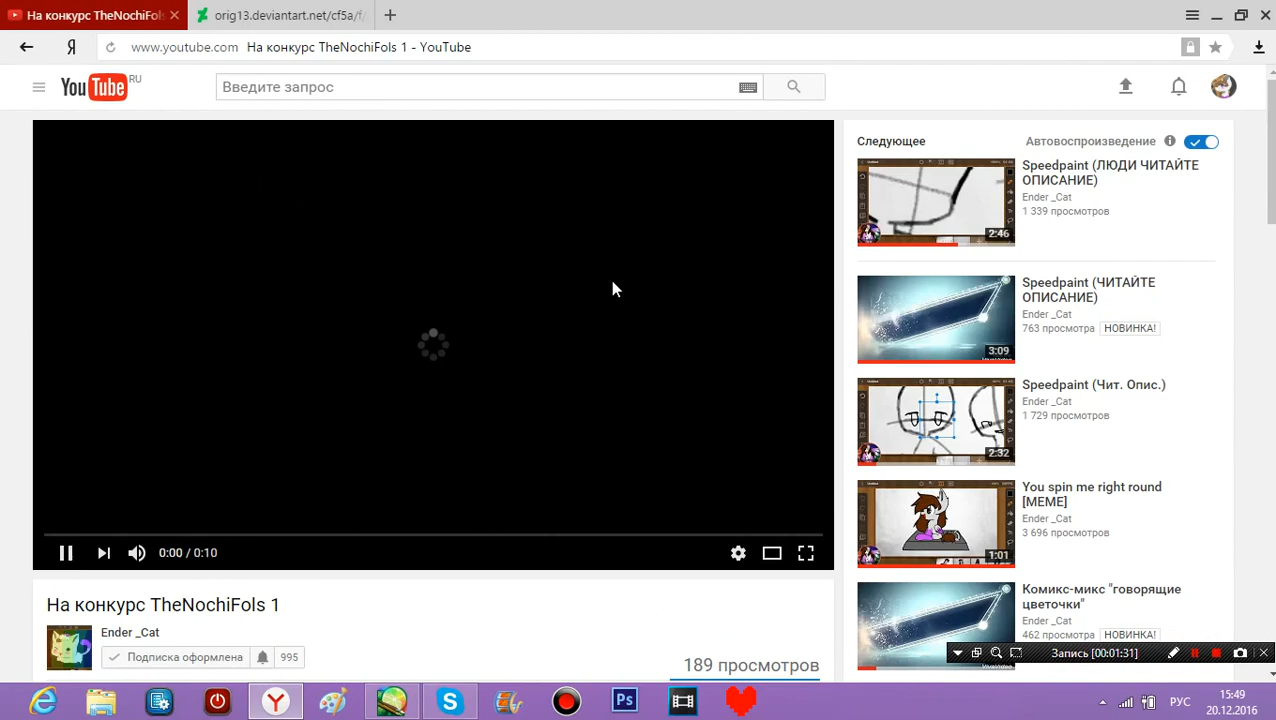 На конкурс TheNochiFols
orig13.deviantart.net/cf5a/f/
www.youtube.com На конкурс TheNochiFols 1 - YouTube
YouTube RU
Введите запрос
Следующее
Автовоспроизведение
Speedpaint (ЛЮДИ ЧИТАЙТЕ
ОПИСАНИЕ)
Ender _Cat
1 339 просмотров
2:46
Speedpaint (ЧИТАЙТЕ
ОПИСАНИЕ)
Ender _Cat
763 просмотра НОВИНКА!
3:09
Speedpaint (Чит. Опис.)
Ender _Cat
1 729 просмотров
2:32
You spin me right round
[MEME]
Ender _Cat
3 696 просмотров
1:01
Комикс-микс "говорящие
цветочки"
Ender _Cat
462 просмотра НОВИНКА!
0:00 / 0:10
На конкурс TheNochiFols 1
Ender _Cat
Подписка оформлена 995
189 просмотров
Запись [00:01:31]
Ps
РУС
15:49
20.12.2016